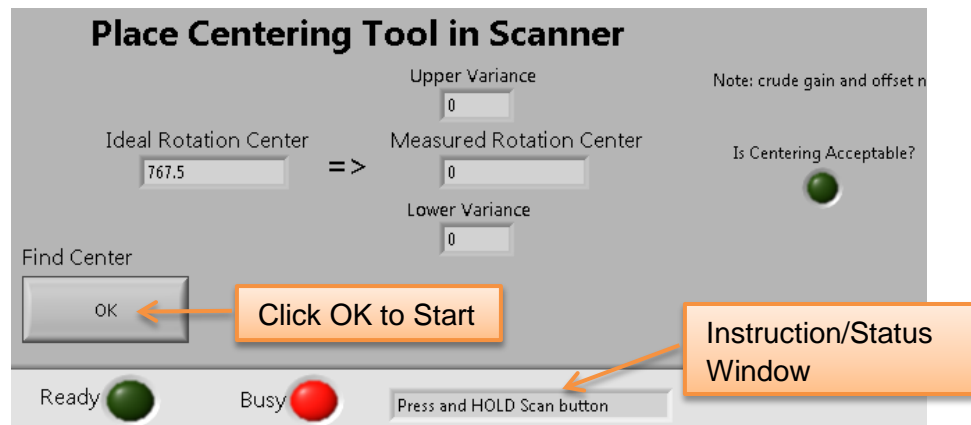 Place Centering Tool in Scanner
Upper Variance
0
Note: crude gain and offset n
Ideal Rotation Center
767.5
=>
Measured Rotation Center
0
Is Centering Acceptable?
Lower Variance
0
Find Center
OK
Click OK to Start
Instruction/Status
Window
Ready
Busy
Press and HOLD Scan button